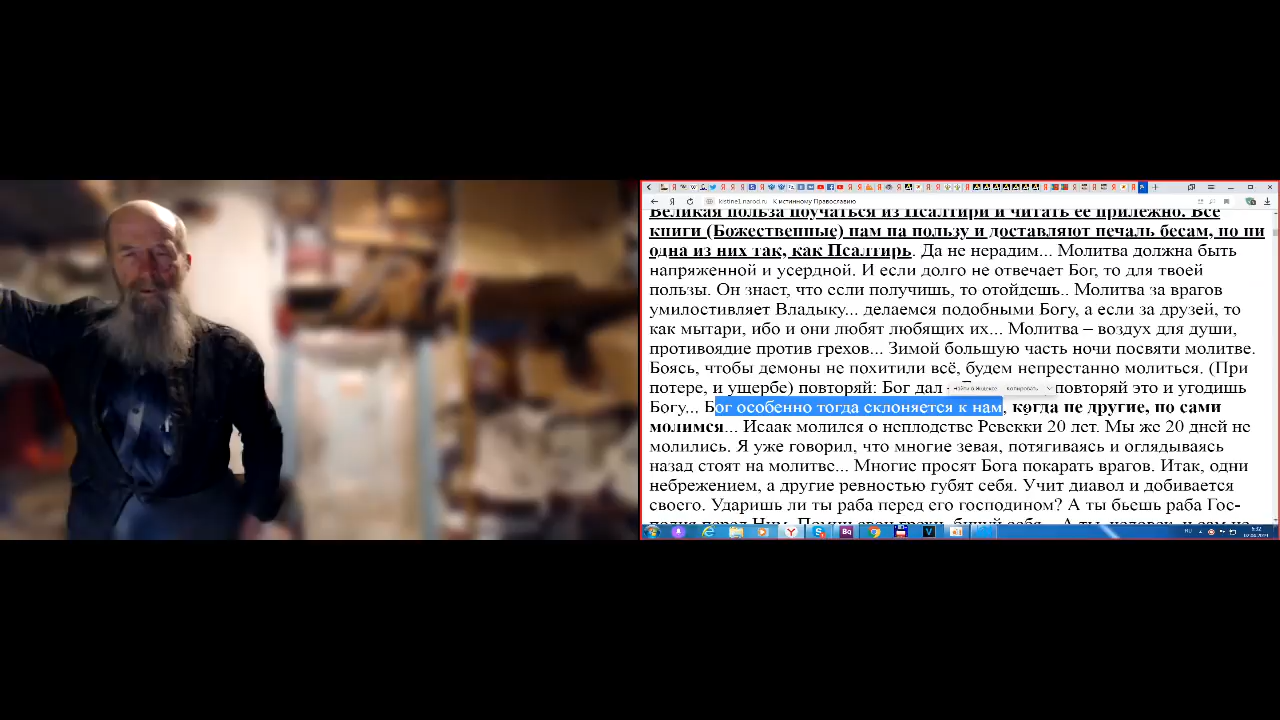 kistine1.narod.ru К истинному Православию
Великая польза поучаться из Псалтири и читать ее прилежно. Все
книги (Божественные) нам на пользу и доставляют печаль бесам, но ни
одна из них так, как Псалтирь. Да не нерадим... Молитва должна быть
напряженной и усердной. И если долго не отвечает Бог, то для твоей
пользы. Он знает, что если получишь, то отойдешь.. Молитва за врагов
умилостивляет Владыку... делаемся подобными Богу, а если за друзей, то
как мытари, ибо и они любят любящих их... Молитва – воздух для души,
противоядие против грехов... Зимой большую часть ночи посвяти молитве.
Боясь, чтобы демоны не похитили всё, будем непрестанно молиться. (При
потере, и ущербе) повторяй: Бог дал Найти в Яндексе Копировать повторяй это и угодишь
Богу... Бог особенно тогда склоняется к нам, когда не другие, но сами
молимся... Исаак молился о неплодстве Ревекки 20 лет. Мы же 20 дней не
молились. Я уже говорил, что многие зевая, потягиваясь и оглядываясь
назад стоят на молитве... Многие просят Бога покарать врагов. Итак, одни
небрежением, а другие ревностью губят себя. Учит диавол и добивается
своего. Ударишь ли ты раба перед его господином? А ты бьешь раба Гос-